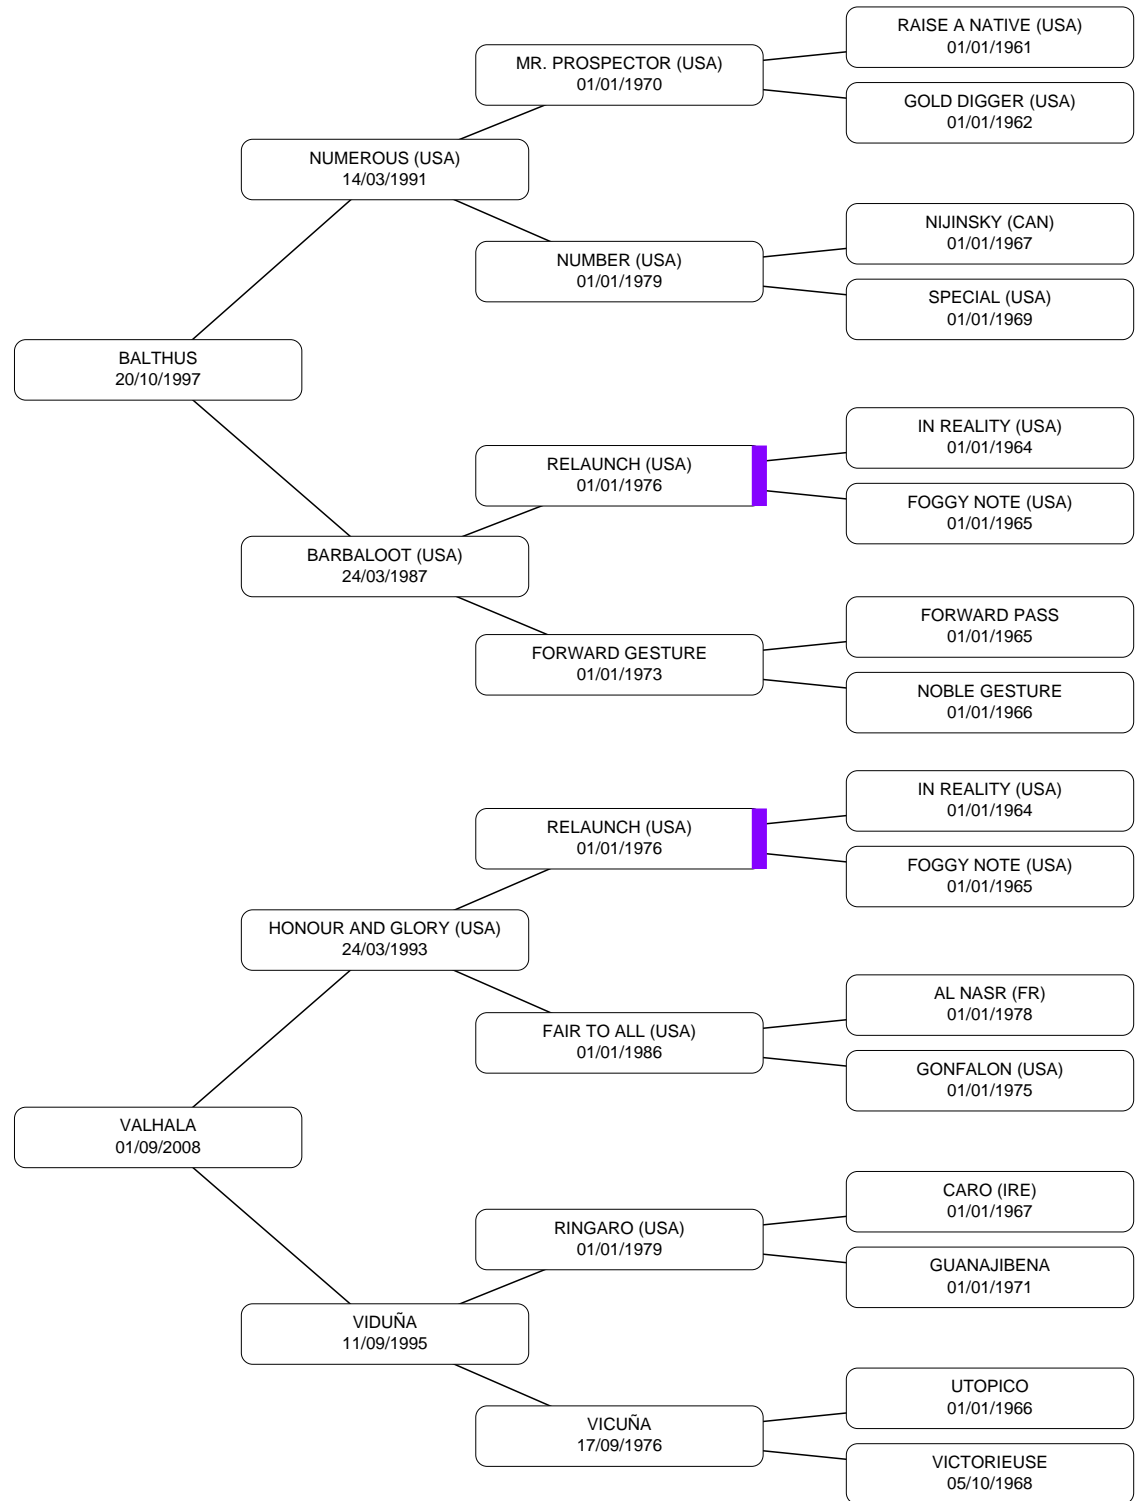 RAISE A NATIVE (USA)
01/01/1961
MR. PROSPECTOR (USA)
01/01/1970
GOLD DIGGER (USA)
01/01/1962
NUMEROUS (USA)
14/03/1991
NIJINSKY (CAN)
01/01/1967
NUMBER (USA)
01/01/1979
SPECIAL (USA)
01/01/1969
BALTHUS
20/10/1997
IN REALITY (USA)
01/01/1964
RELAUNCH (USA)
01/01/1976
FOGGY NOTE (USA)
01/01/1965
BARBALOOT (USA)
24/03/1987
FORWARD PASS
01/01/1965
FORWARD GESTURE
01/01/1973
NOBLE GESTURE
01/01/1966
IN REALITY (USA)
01/01/1964
RELAUNCH (USA)
01/01/1976
FOGGY NOTE (USA)
01/01/1965
HONOUR AND GLORY (USA)
24/03/1993
AL NASR (FR)
01/01/1978
FAIR TO ALL (USA)
01/01/1986
GONFALON (USA)
01/01/1975
VALHALA
01/09/2008
CARO (IRE)
01/01/1967
RINGARO (USA)
01/01/1979
GUANAJIBENA
01/01/1971
VIDUÑA
11/09/1995
UTOPICO
01/01/1966
VICUÑA
17/09/1976
VICTORIEUSE
05/10/1968